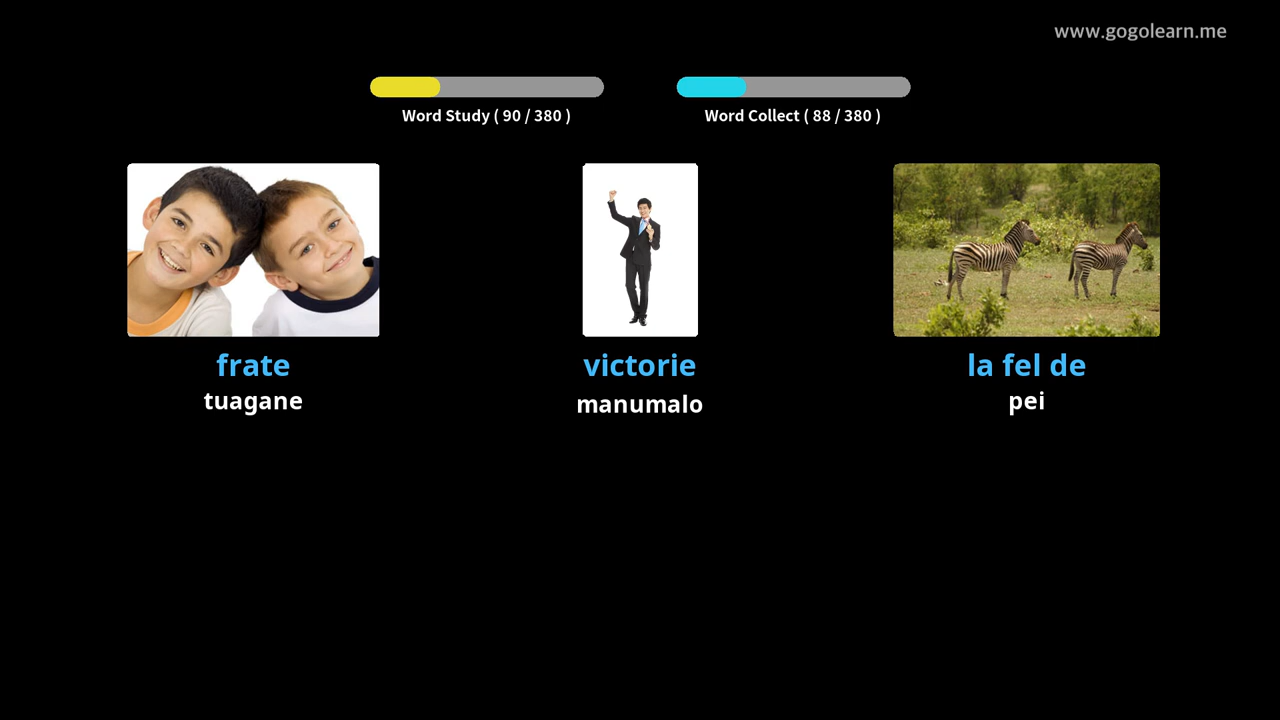 www.gogolearn.me
Word Study ( 90 / 380 )
Word Collect ( 88 / 380 )
frate
tuagane
victorie
manumalo
la fel de
pei